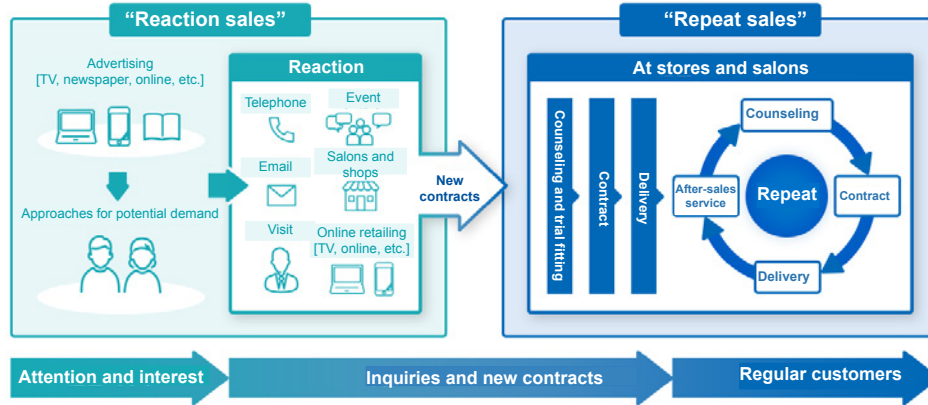 “Reaction sales”
Advertising
[TV, newspaper, online, etc.]
Approaches for potential demand
Reaction
Telephone
Event
Email
Salons and
shops
Visit
Online retailing
[TV, online, etc.]
New
contracts
“Repeat sales”
At stores and salons
Counseling and trial fitting
Contract
Delivery
Counseling
After-sales
service
Repeat
Contract
Delivery
Attention and interest
Inquiries and new contracts
Regular customers